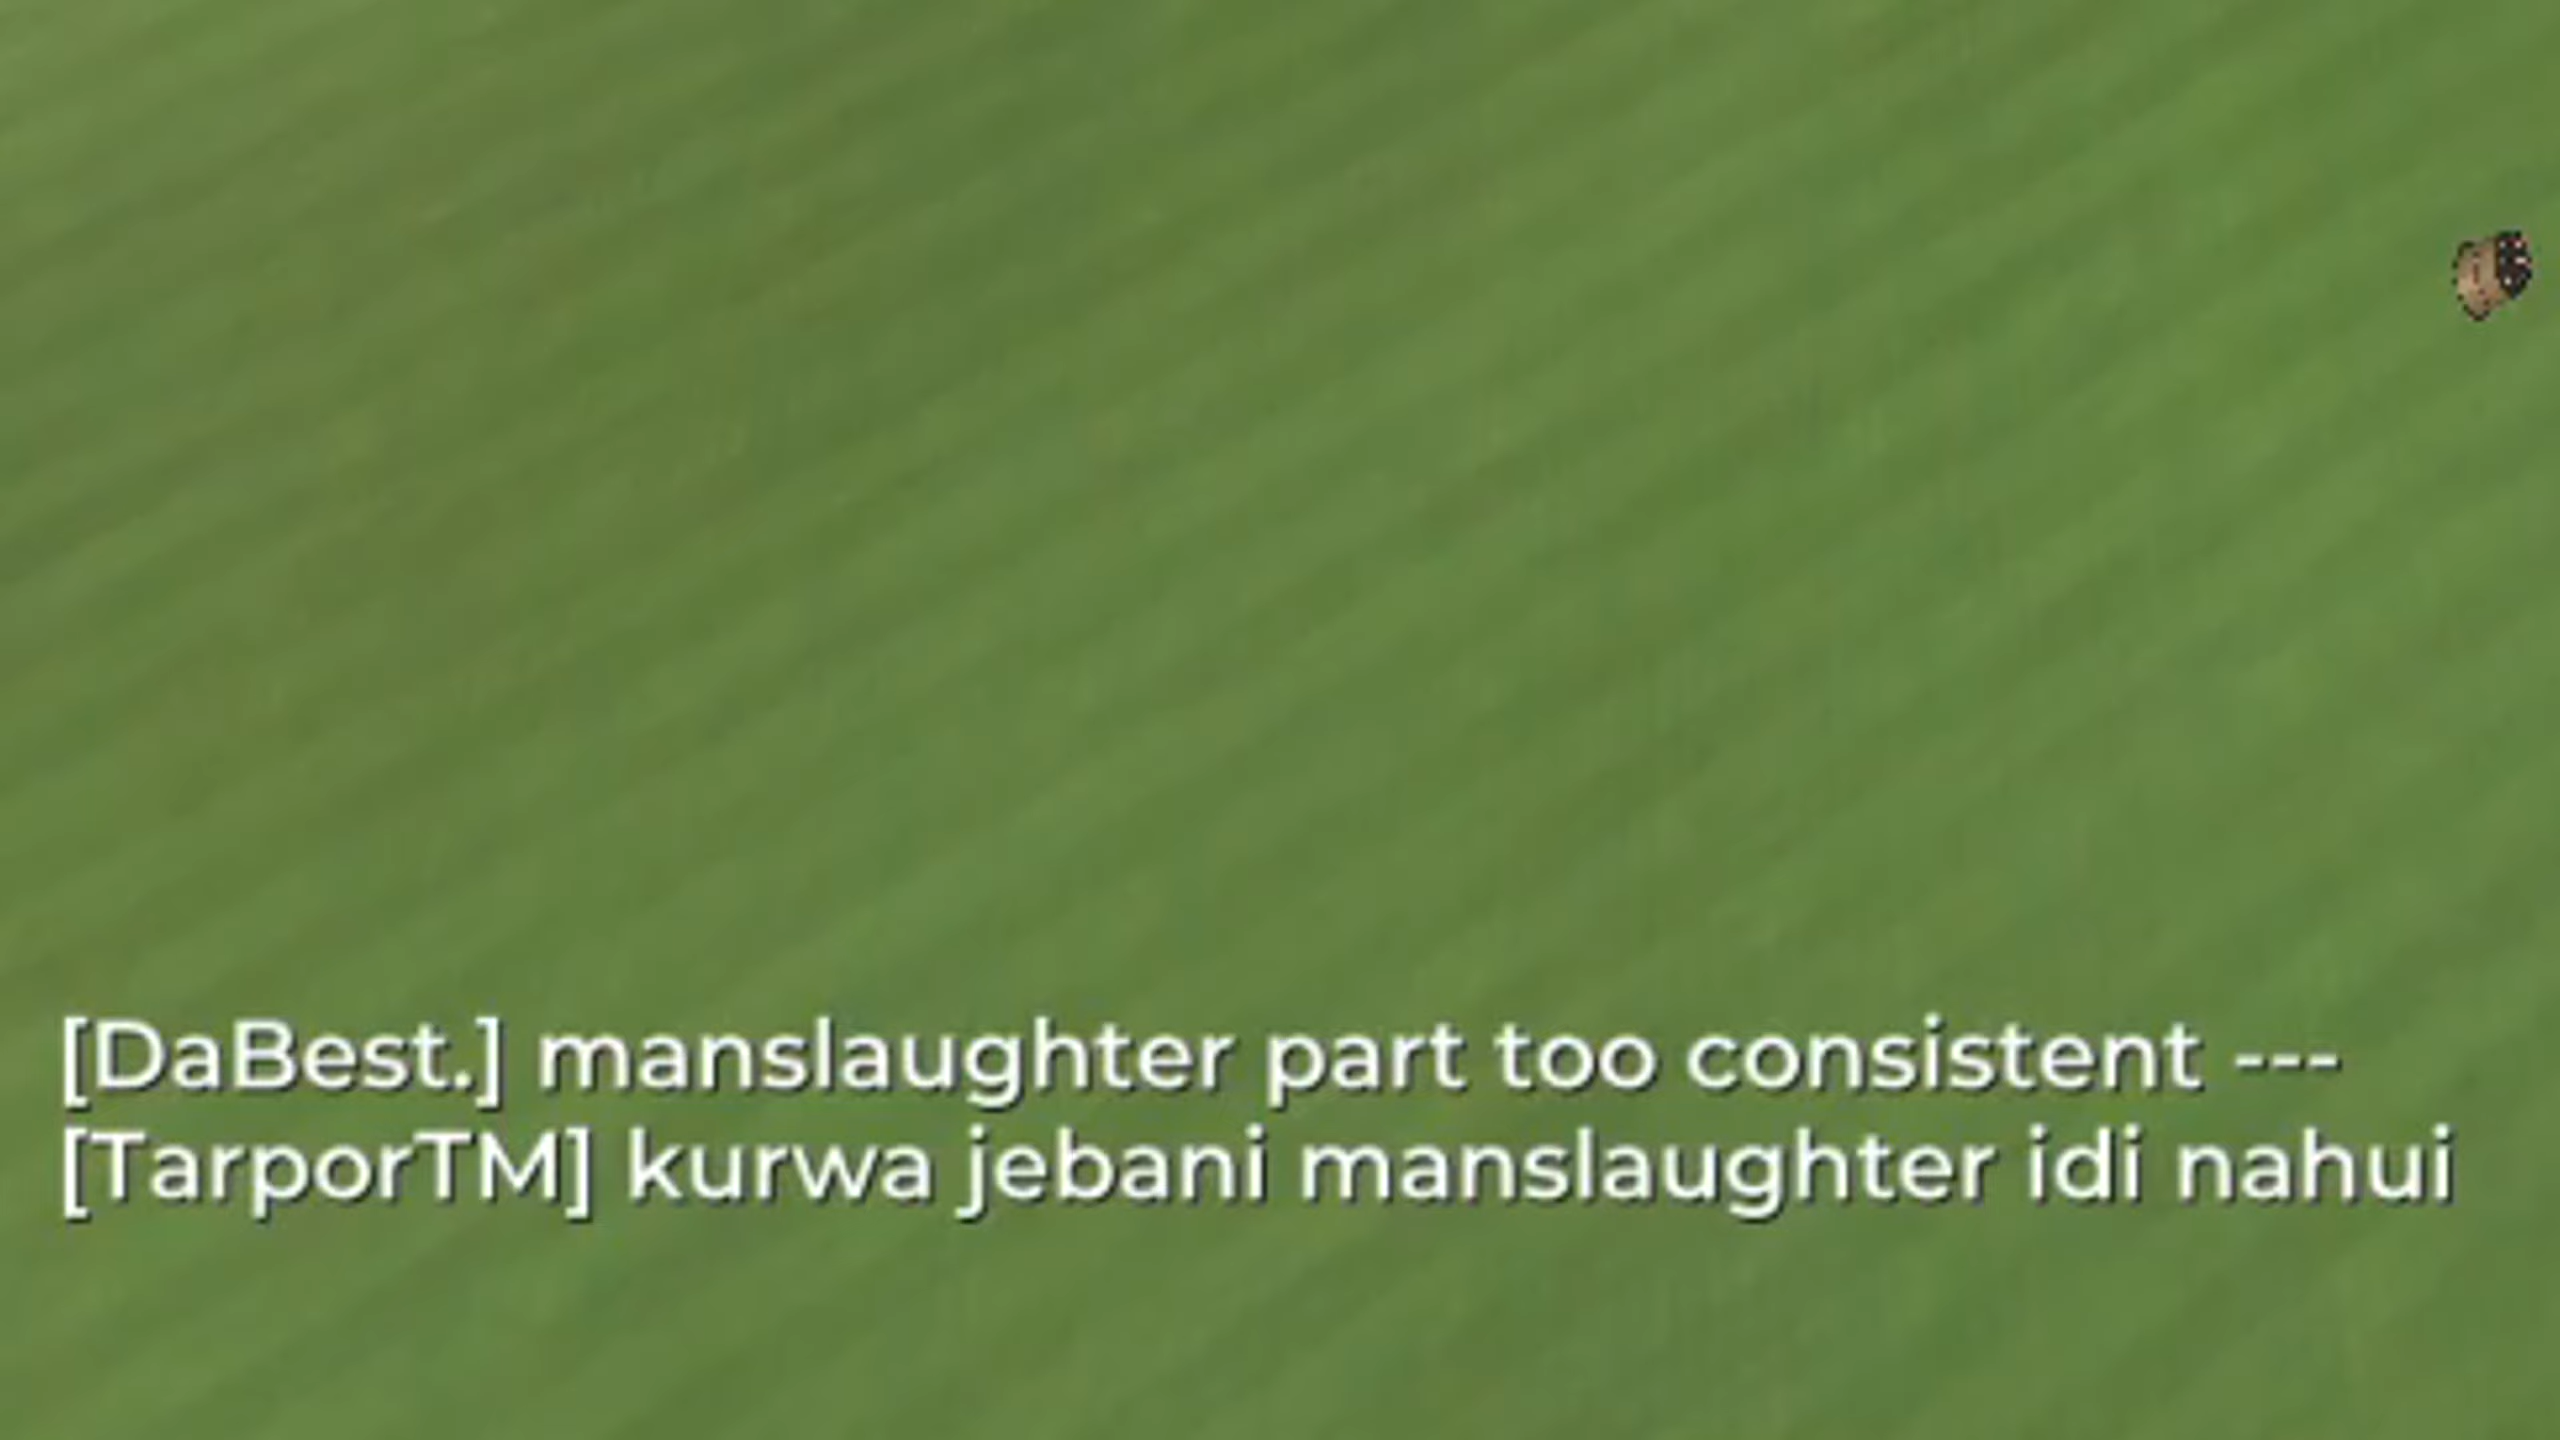 [DaBest.] manslaughter part too consistent ---
[TarporTM] kurwa jebani manslaughter idi nahui